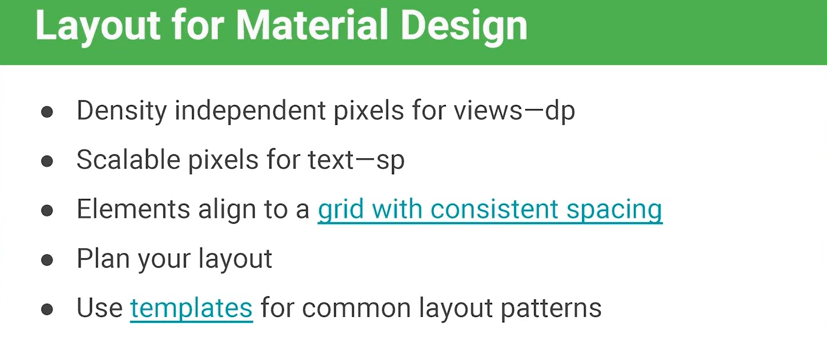 Layout for Material Design
● Density independent pixels for views—dp
● Scalable pixels for text—sp
● Elements align to a grid with consistent spacing
● Plan your layout
● Use templates for common layout patterns